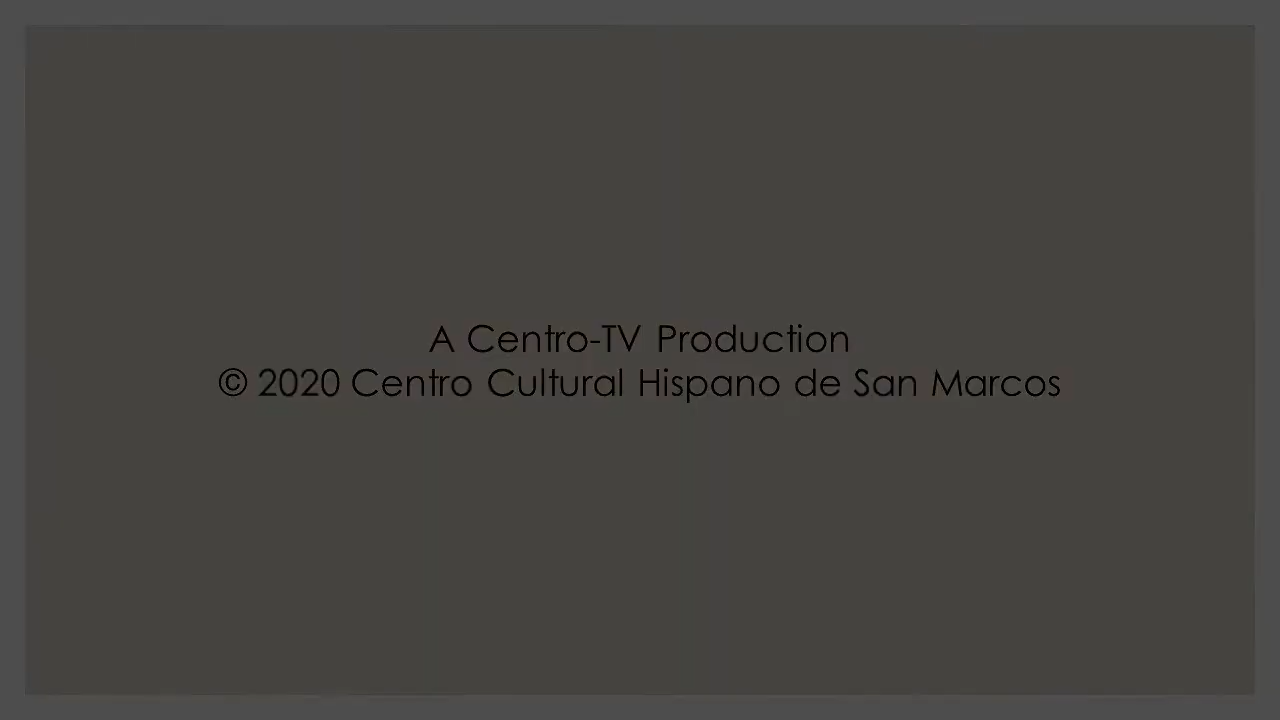 A Centro-TV Production
© 2020 Centro Cultural Hispano de San Marcos